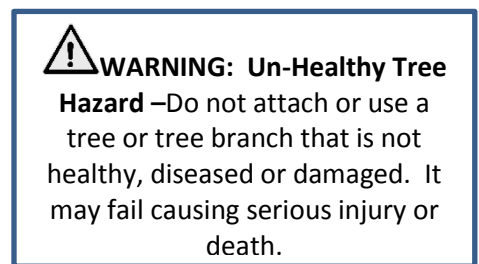 WARNING: Un-Healthy Tree
Hazard –Do not attach or use a
tree or tree branch that is not
healthy, diseased or damaged. It
may fail causing serious injury or
death.